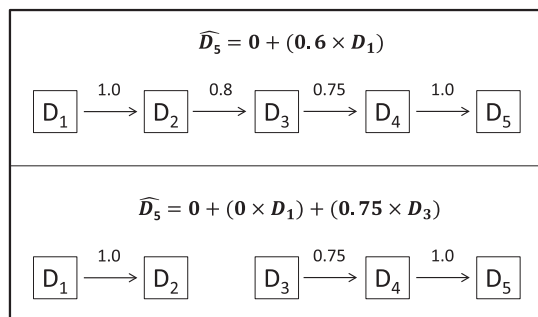 D̂₅ = 0 + (0.6 × D₁)
1.0 0.8 0.75 1.0
D₁ D₂ D₃ D₄ D₅
D̂₅ = 0 + (0 × D₁) + (0.75 × D₃)
1.0 0.75 1.0
D₁ D₂ D₃ D₄ D₅